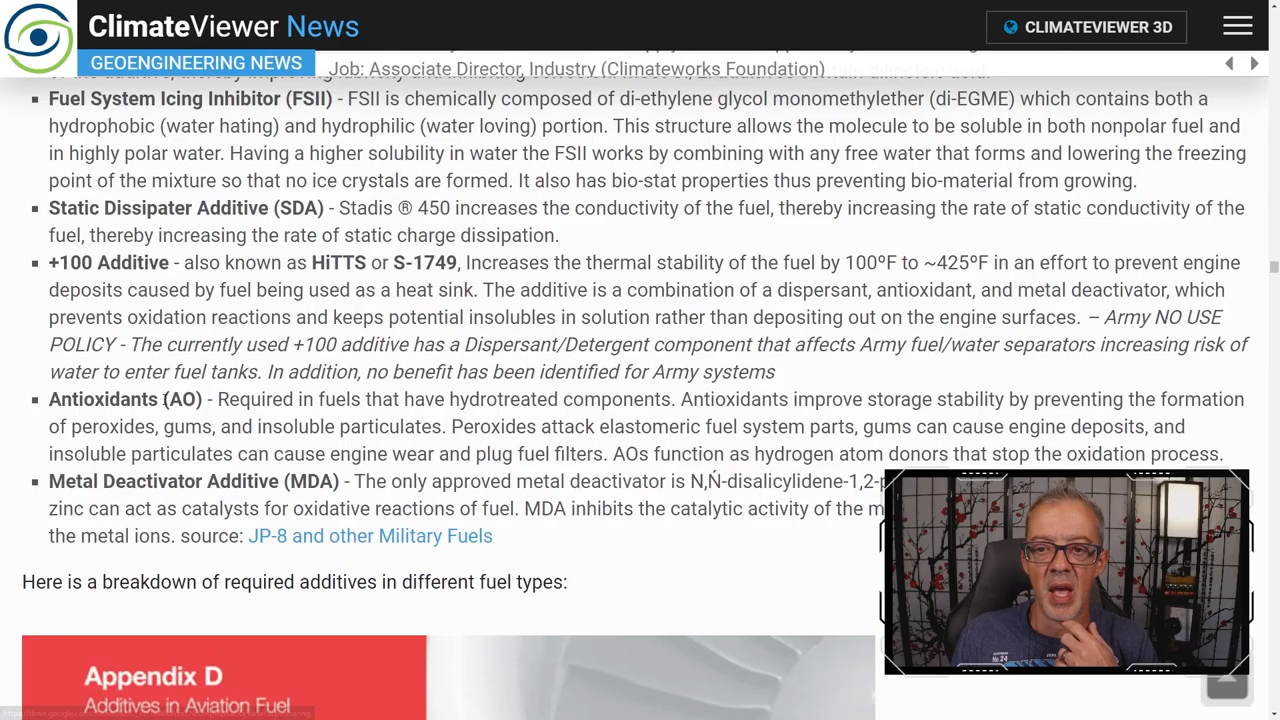 ClimateViewer News
CLIMATEVIEWER 3D
GEOENGINEERING NEWS
Job: Associate Director, Industry (Climateworks Foundation)
Fuel System Icing Inhibitor (FSII) - FSII is chemically composed of di-ethylene glycol monomethylether (di-EGME) which contains both a
hydrophobic (water hating) and hydrophilic (water loving) portion. This structure allows the molecule to be soluble in both nonpolar fuel and
in highly polar water. Having a higher solubility in water the FSII works by combining with any free water that forms and lowering the freezing
point of the mixture so that no ice crystals are formed. It also has bio-stat properties thus preventing bio-material from growing.
Static Dissipater Additive (SDA) - Stadis ® 450 increases the conductivity of the fuel, thereby increasing the rate of static conductivity of the
fuel, thereby increasing the rate of static charge dissipation.
+100 Additive - also known as HiTTS or S-1749, Increases the thermal stability of the fuel by 100ºF to ~425ºF in an effort to prevent engine
deposits caused by fuel being used as a heat sink. The additive is a combination of a dispersant, antioxidant, and metal deactivator, which
prevents oxidation reactions and keeps potential insolubles in solution rather than depositing out on the engine surfaces. – Army NO USE
POLICY - The currently used +100 additive has a Dispersant/Detergent component that affects Army fuel/water separators increasing risk of
water to enter fuel tanks. In addition, no benefit has been identified for Army systems
Antioxidants (AO) - Required in fuels that have hydrotreated components. Antioxidants improve storage stability by preventing the formation
of peroxides, gums, and insoluble particulates. Peroxides attack elastomeric fuel system parts, gums can cause engine deposits, and
insoluble particulates can cause engine wear and plug fuel filters. AOs function as hydrogen atom donors that stop the oxidation process.
Metal Deactivator Additive (MDA) - The only approved metal deactivator is N,Ń-disalicylidene-1,2-p
zinc can act as catalysts for oxidative reactions of fuel. MDA inhibits the catalytic activity of the m
the metal ions. source: JP-8 and other Military Fuels
Here is a breakdown of required additives in different fuel types:
Appendix D
Additives in Aviation Fuel